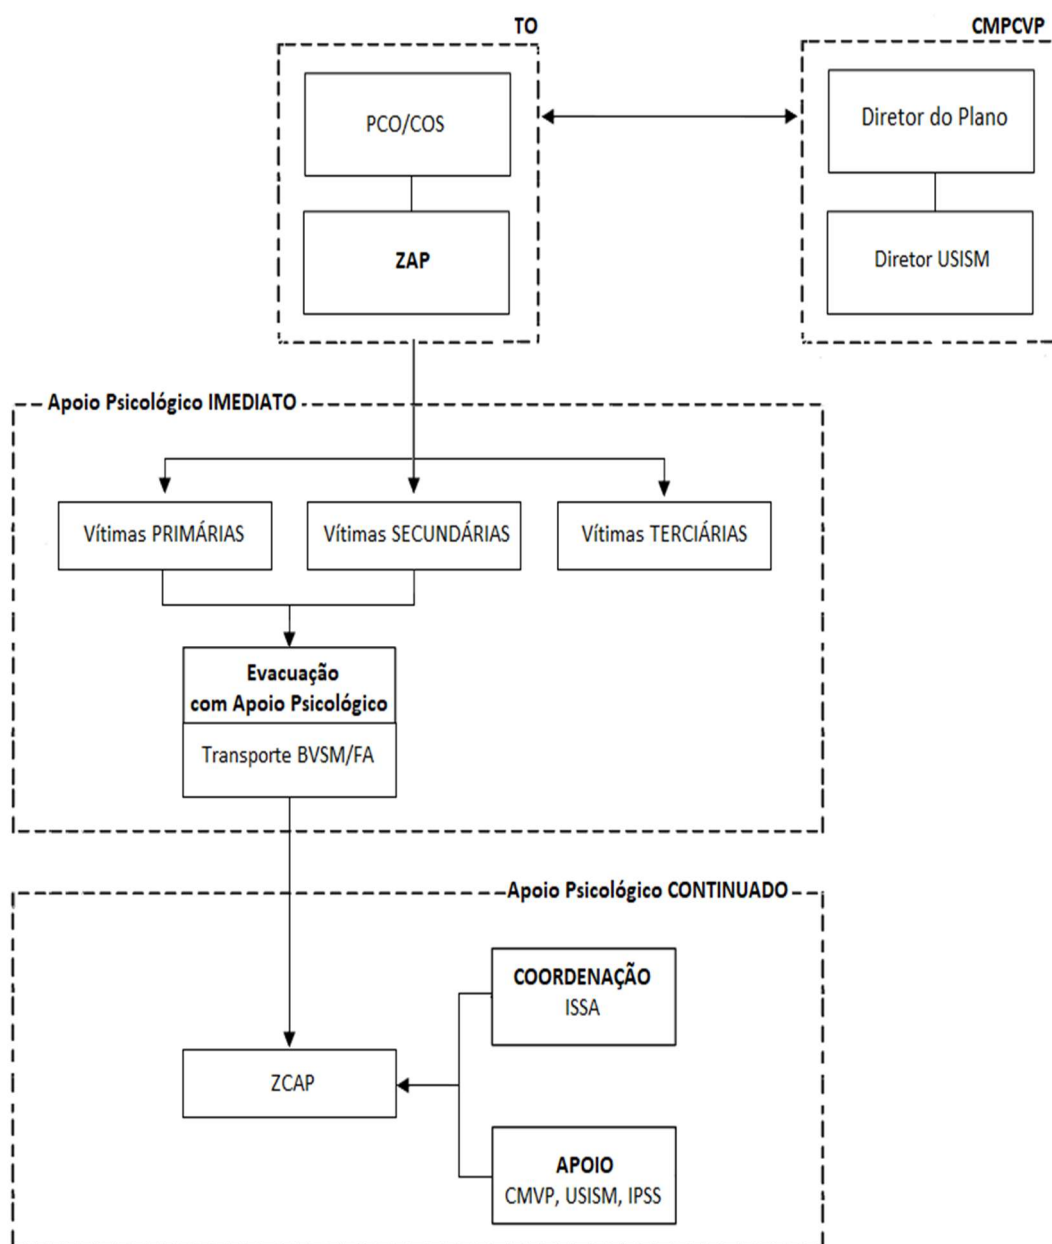 TO
CMPCVP
PCO/COS
Diretor do Plano
ZAP
Diretor USISM
Apoio Psicológico IMEDIATO
Vítimas PRIMÁRIAS
Vítimas SECUNDÁRIAS
Vítimas TERCIÁRIAS
Evacuação
com Apoio Psicológico
Transporte BVSM/FA
Apoio Psicológico CONTINUADO
COORDENAÇÃO
ISSA
ZCAP
APOIO
CMVP, USISM, IPSS